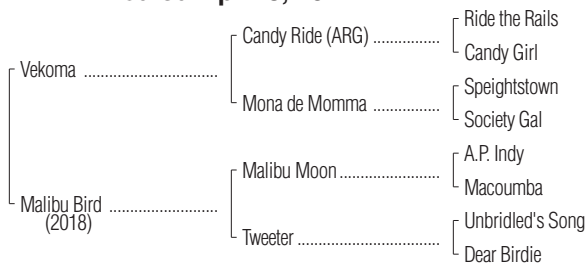 Ride the Rails
Candy Ride (ARG) ................
Candy Girl
Vekoma ................................
Speightstown
Mona de Momma ................
Society Gal
A.P. Indy
Malibu Moon ........................
Macoumba
Malibu Bird ..........................
(2018)
Unbridled's Song
Tweeter ..................................
Dear Birdie